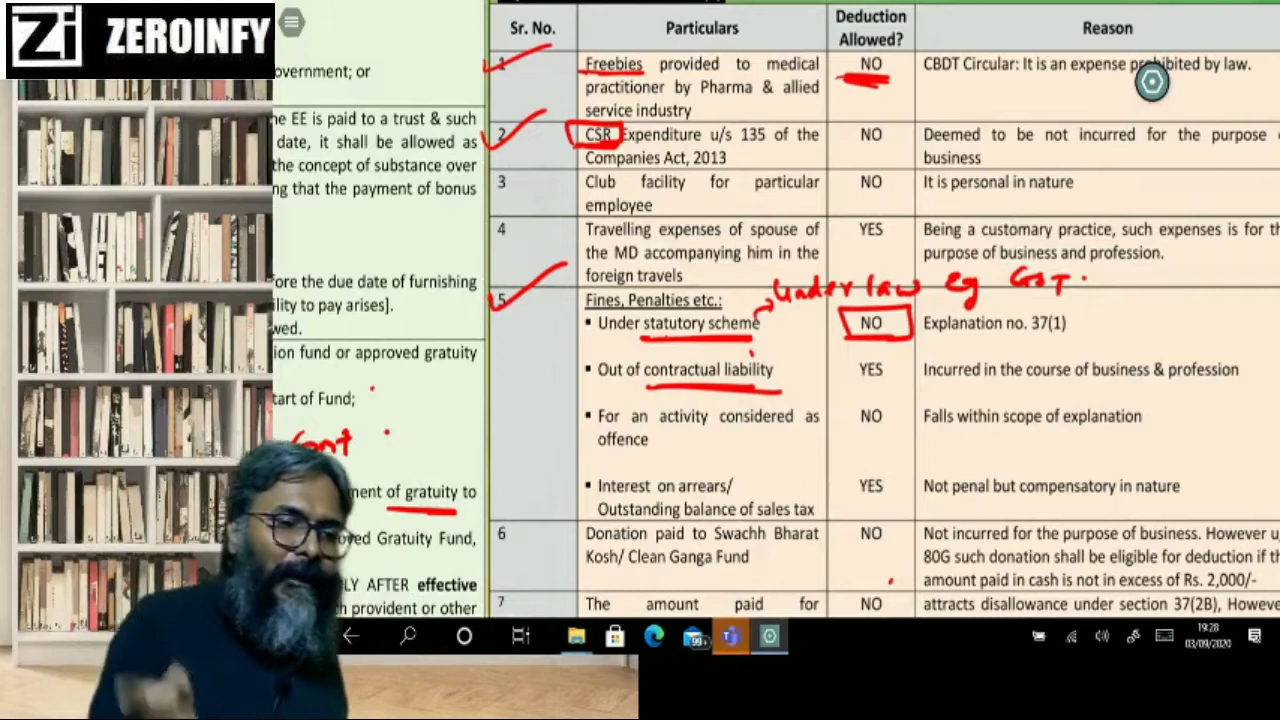 Zi ZEROINFY
overnment; or
ne EE is paid to a trust & such
date, it shall be allowed as
the concept of substance over
ng that the payment of bonus
fore the due date of furnishing
ility to pay arises].
wed.
ion fund or approved gratuity
tart of Fund;
ment of gratuity to
oved Gratuity Fund,
LY AFTER effective
provident or other
Sr. No. Particulars Deduction Allowed? Reason
1 Freebies provided to medical NO CBDT Circular: It is an expense prohibited by law.
practitioner by Pharma & allied
service industry
2 CSR Expenditure u/s 135 of the NO Deemed to be not incurred for the purpose o
Companies Act, 2013 business
3 Club facility for particular NO It is personal in nature
employee
4 Travelling expenses of spouse of YES Being a customary practice, such expenses is for th
the MD accompanying him in the purpose of business and profession.
foreign travels
under law eg GST.
5 Fines, Penalties etc.:
▪ Under statutory scheme NO Explanation no. 37(1)
▪ Out of contractual liability YES Incurred in the course of business & profession
▪ For an activity considered as NO Falls within scope of explanation
offence
▪ Interest on arrears/ YES Not penal but compensatory in nature
Outstanding balance of sales tax
6 Donation paid to Swachh Bharat NO Not incurred for the purpose of business. However u,
Kosh/ Clean Ganga Fund 80G such donation shall be eligible for deduction if th
amount paid in cash is not in excess of Rs. 2,000/-
7 The amount paid for NO attracts disallowance under section 37(2B), Howeve
99+
19:28
03/09/2020